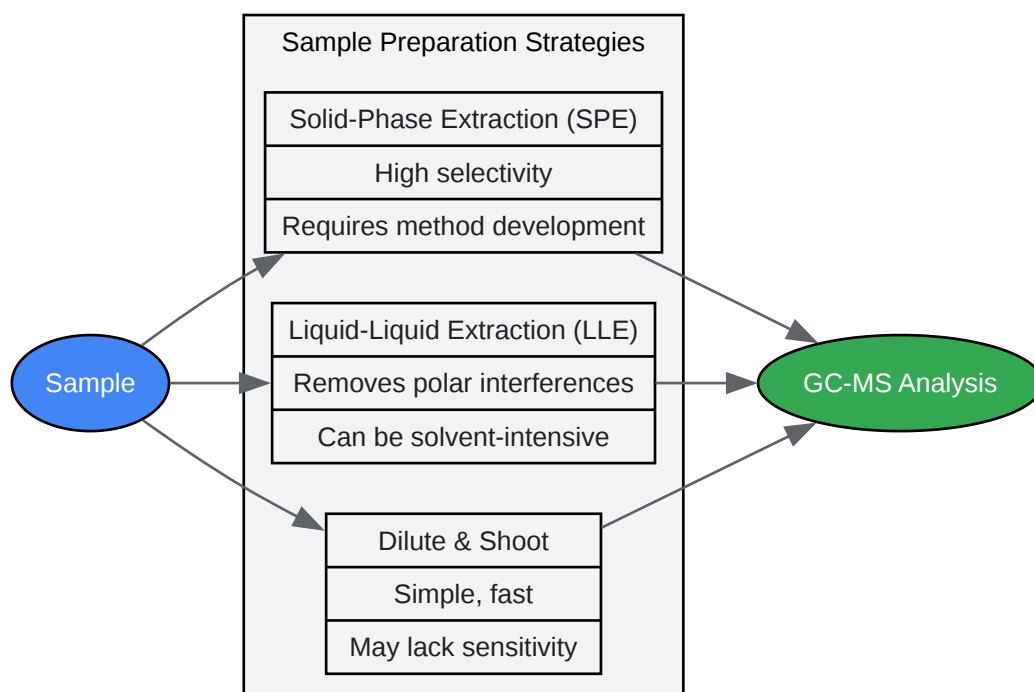 Sample Preparation Strategies
Solid-Phase Extraction (SPE)
High selectivity
Requires method development
Sample
Liquid-Liquid Extraction (LLE)
Removes polar interferences
Can be solvent-intensive
GC-MS Analysis
Dilute & Shoot
Simple, fast
May lack sensitivity